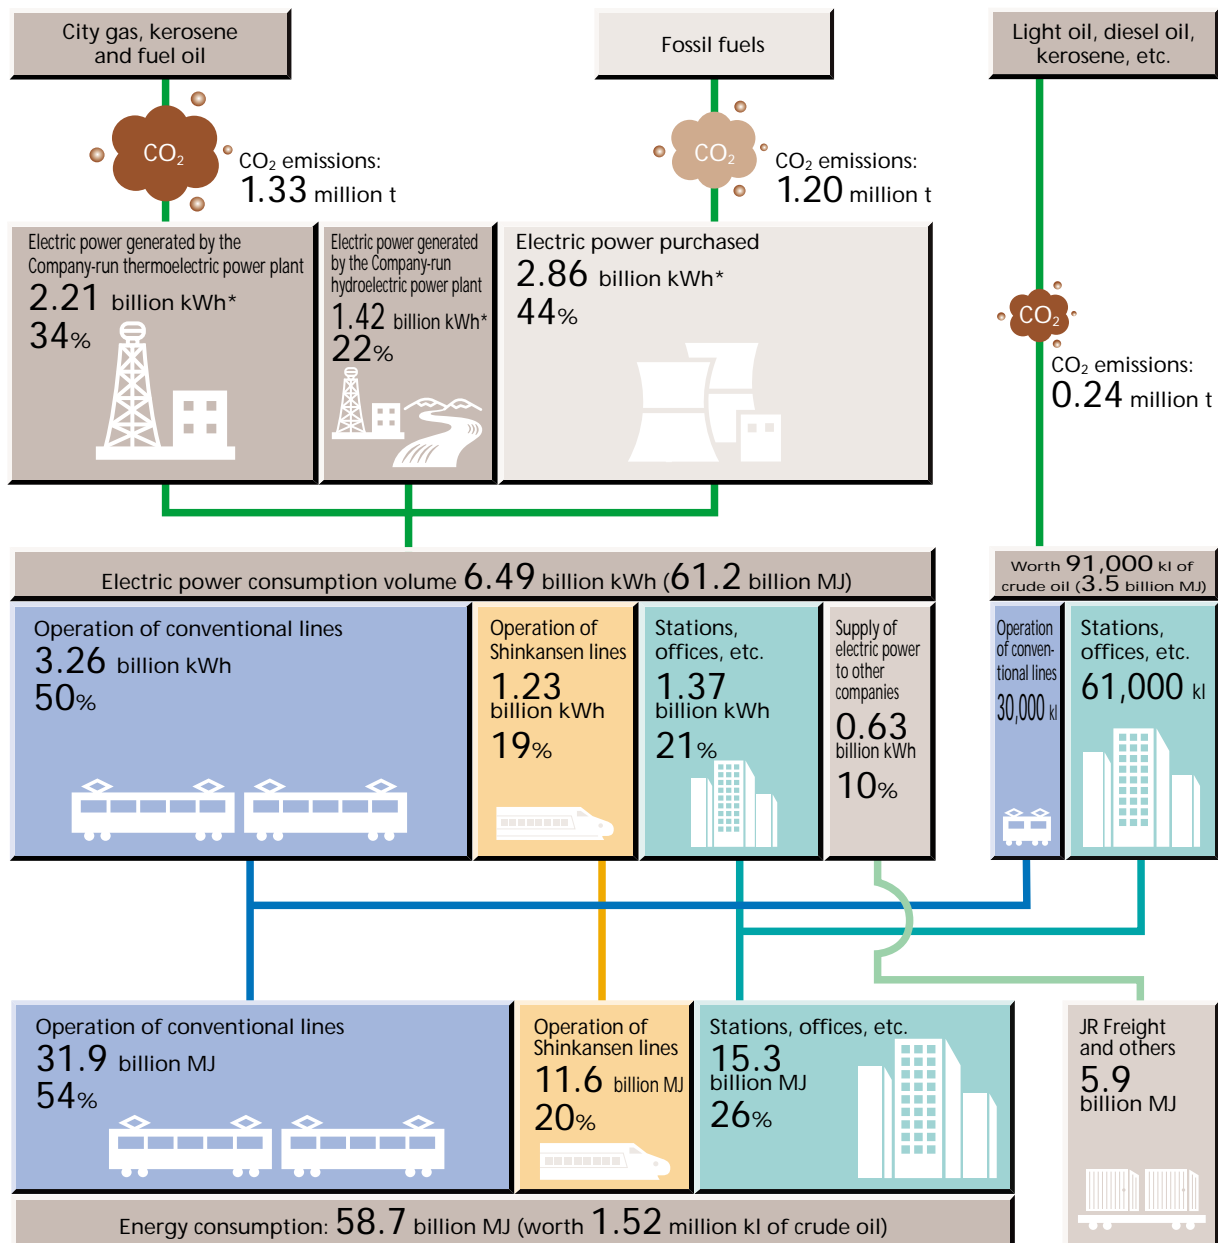 City gas, kerosene
and fuel oil
Fossil fuels
Light oil, diesel oil,
kerosene, etc.
CO₂
CO₂ emissions:
1.33 million t
CO₂
CO₂ emissions:
1.20 million t
CO₂
CO₂ emissions:
0.24 million t
Electric power generated by the
Company-run thermoelectric power plant
2.21 billion kWh*
34%
Electric power generated
by the Company-run
hydroelectric power plant
1.42 billion kWh*
22%
Electric power purchased
2.86 billion kWh*
44%
Electric power consumption volume 6.49 billion kWh (61.2 billion MJ)
Worth 91,000 kl of
crude oil (3.5 billion MJ)
Operation of conventional lines
3.26 billion kWh
50%
Operation of
Shinkansen lines
1.23
billion kWh
19%
Stations,
offices, etc.
1.37
billion kWh
21%
Supply of
electric power
to other
companies
0.63
billion kWh
10%
Operation
of conven-
tional lines
30,000 kl
Stations,
offices, etc.
61,000 kl
Operation of conventional lines
31.9 billion MJ
54%
Operation of
Shinkansen lines
11.6 billion MJ
20%
Stations, offices, etc.
15.3
billion MJ
26%
JR Freight
and others
5.9
billion MJ
Energy consumption: 58.7 billion MJ (worth 1.52 million kl of crude oil)